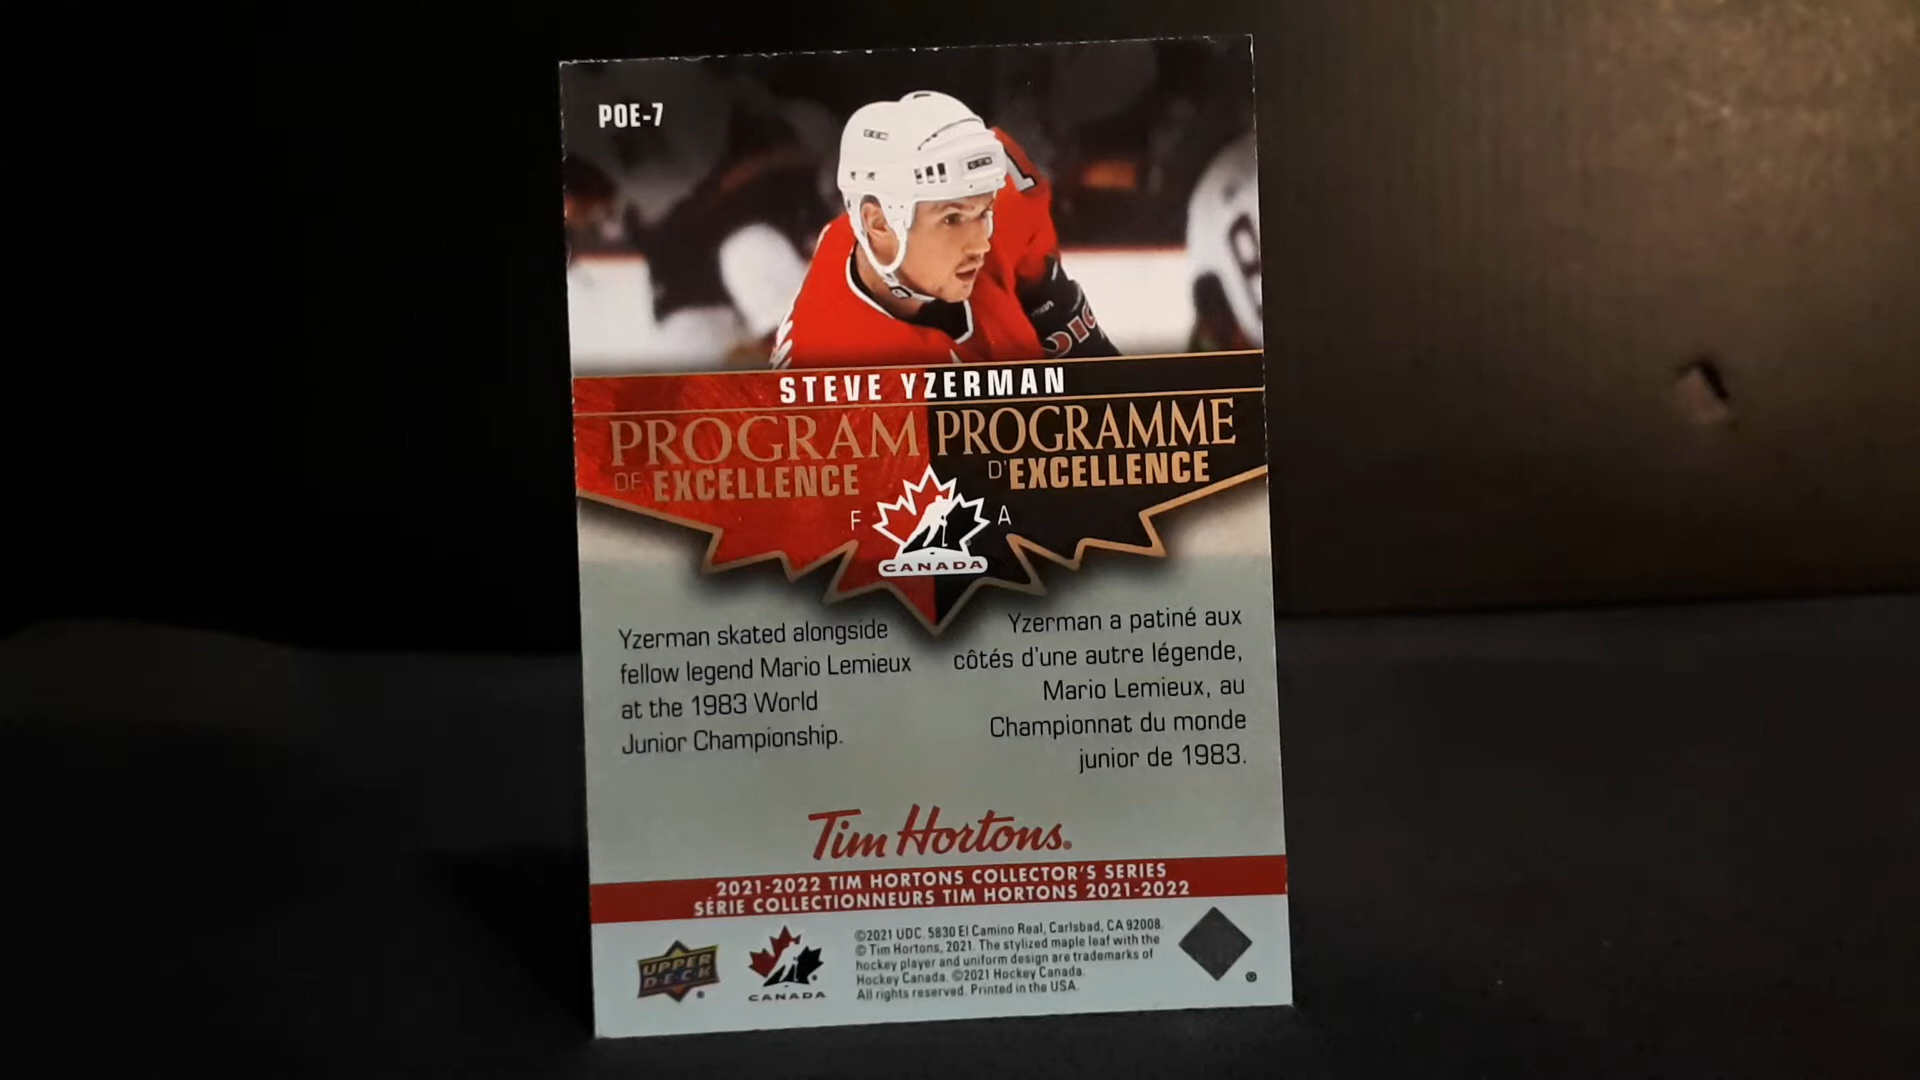 POE-7
CCM
CCM
STEVE YZERMAN
PROGRAM
OF EXCELLENCE
PROGRAMME
D'EXCELLENCE
F
A
CANADA
Yzerman skated alongside
fellow legend Mario Lemieux
at the 1983 World
Junior Championship.
Yzerman a patiné aux
côtés d'une autre légende,
Mario Lemieux, au
Championnat du monde
junior de 1983.
Tim Hortons®
2021-2022 TIM HORTONS COLLECTOR'S SERIES
SÉRIE COLLECTIONNEURS TIM HORTONS 2021-2022
UPPER
D·E·C·K ®
CANADA
©2021 UDC. 5830 El Camino Real, Carlsbad, CA 92008.
© Tim Hortons, 2021. The stylized maple leaf with the
hockey player and uniform design are trademarks of
Hockey Canada. ©2021 Hockey Canada.
All rights reserved. Printed in the USA.
®